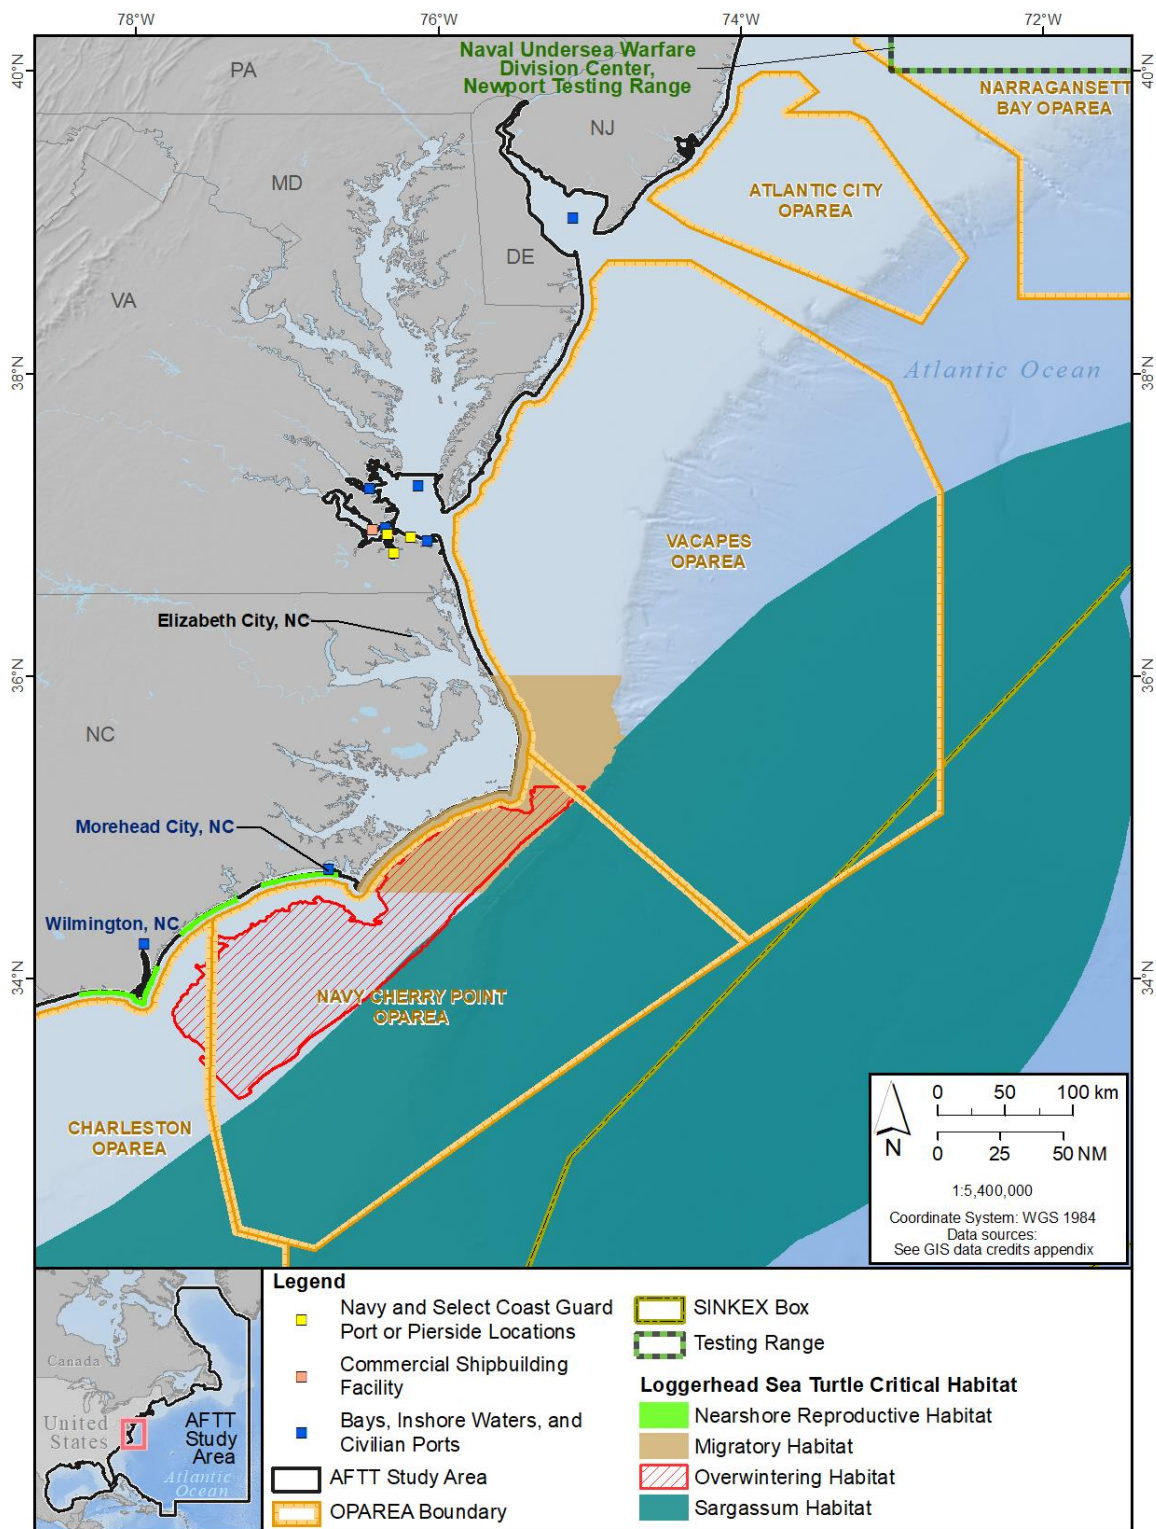 78°W
76°W
74°W
72°W
40°N
40°N
38°N
38°N
36°N
36°N
34°N
34°N
Naval Undersea Warfare
Division Center,
Newport Testing Range
NARRAGANSETT
BAY OPAREA
PA
NJ
MD
ATLANTIC CITY
OPAREA
DE
VA
Atlantic Ocean
VACAPES
OPAREA
Elizabeth City, NC
NC
Morehead City, NC
Wilmington, NC
NAVY CHERRY POINT
OPAREA
CHARLESTON
OPAREA
N
0 50 100 km
0 25 50 NM
1:5,400,000
Coordinate System: WGS 1984
Data sources:
See GIS data credits appendix
Canada
United
States
AFTT
Study
Area
Atlantic
Ocean
Legend
Navy and Select Coast Guard
Port or Pierside Locations
Commercial Shipbuilding
Facility
Bays, Inshore Waters, and
Civilian Ports
AFTT Study Area
OPAREA Boundary
SINKEX Box
Testing Range
Loggerhead Sea Turtle Critical Habitat
Nearshore Reproductive Habitat
Migratory Habitat
Overwintering Habitat
Sargassum Habitat